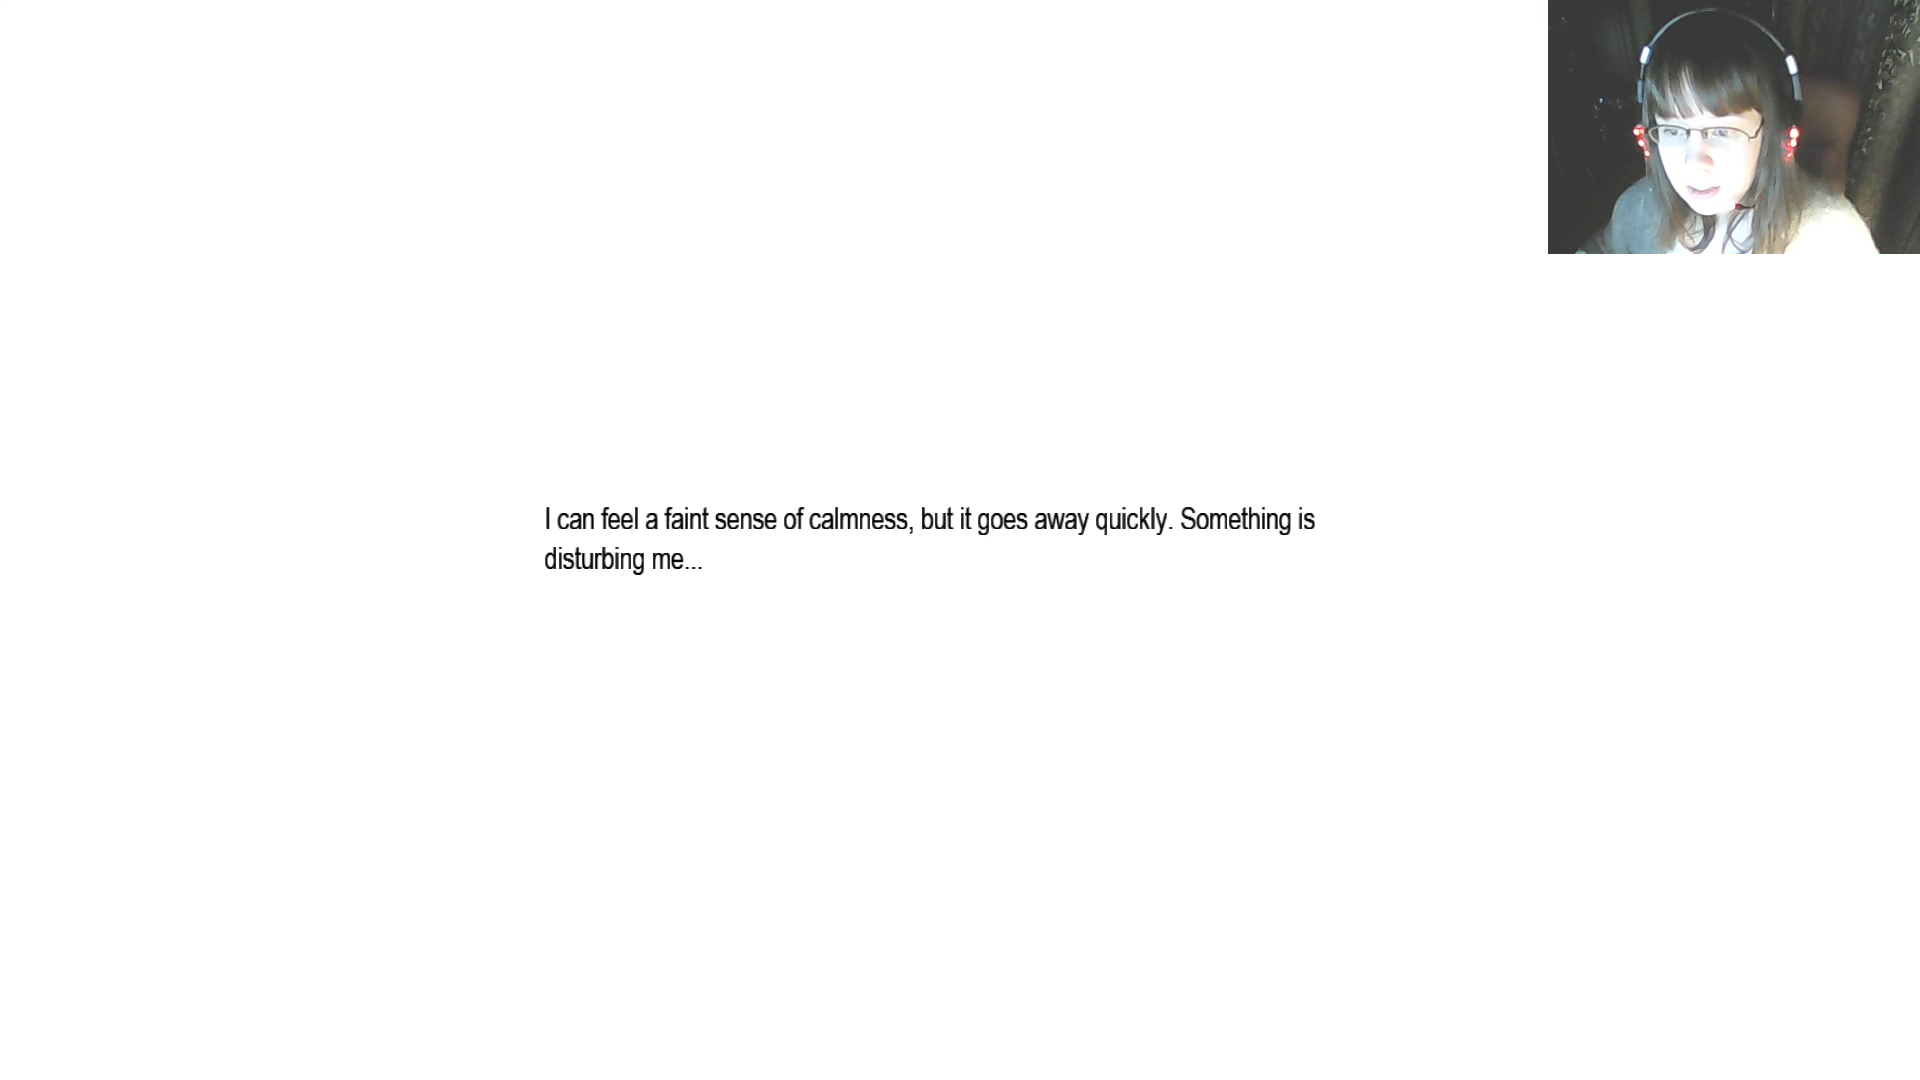 I can feel a faint sense of calmness, but it goes away quickly. Something is
disturbing me...